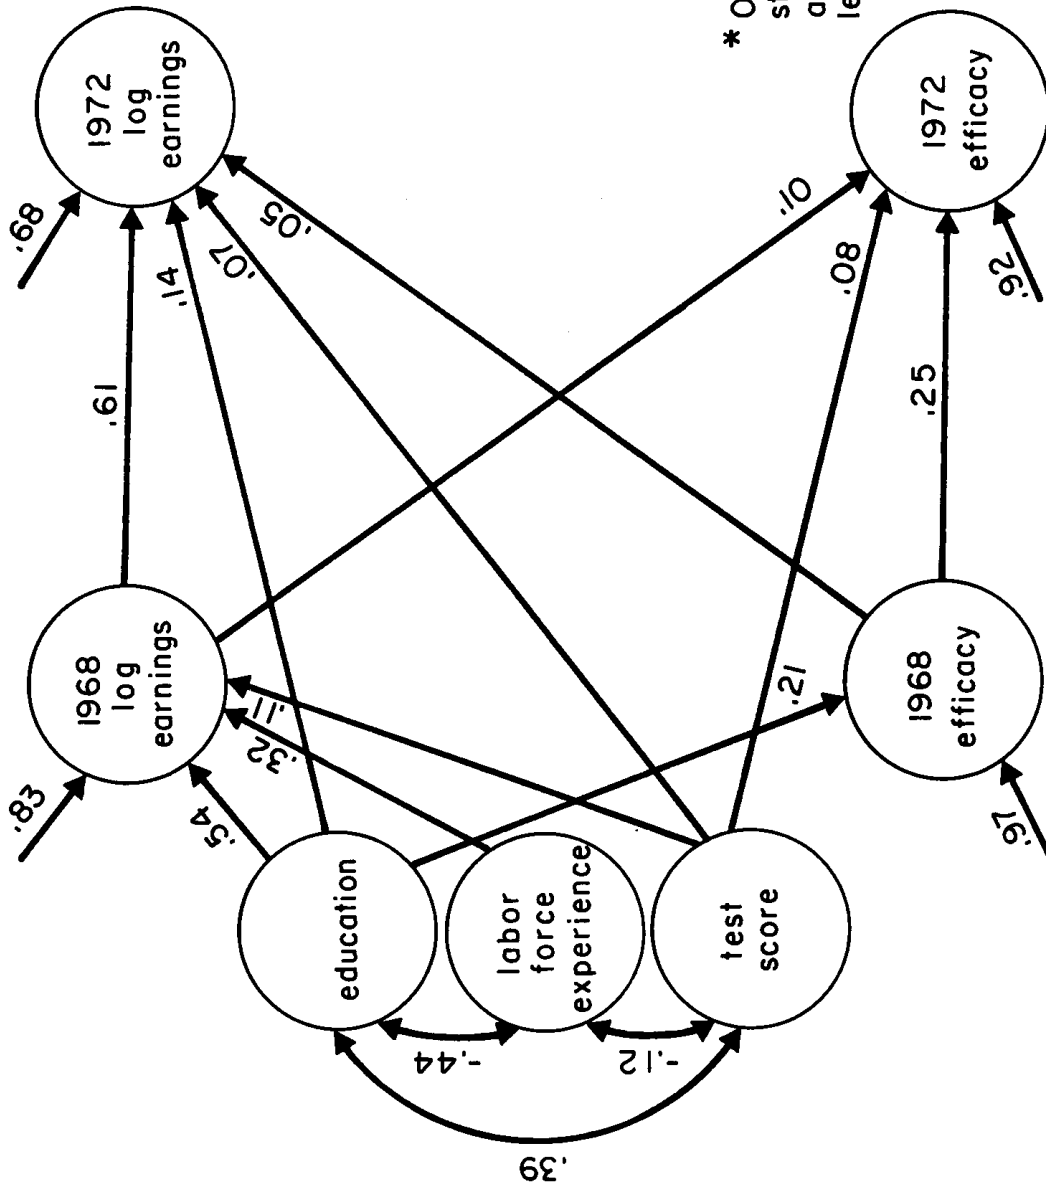 .83
.68
1968
log
earnings
.61
1972
log
earnings
.54
.14
.32
.11
.07
.05
education
.39
-.44
labor
force
experience
-.12
test
score
.10
.21
.08
1968
efficacy
.25
1972
efficacy
.97
.92
*